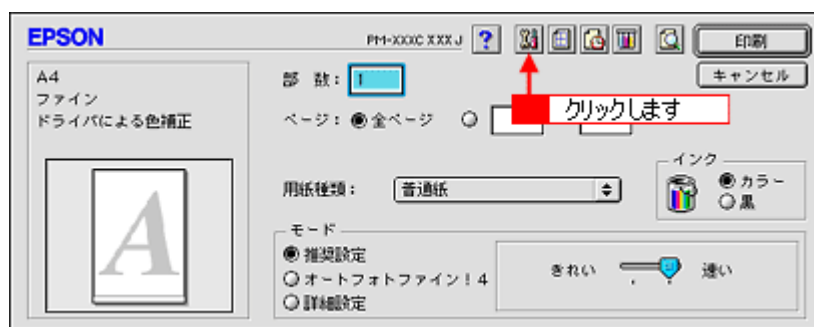 EPSON
PM-XXXC XXX J ? 印刷
A4
ファイン
ドライバによる色補正
A
部 数: 1
キャンセル
クリックします
ページ: 全ページ
用紙種類: 普通紙
インク
カラー
黒
モード
推奨設定
オートフォトファイン!4
詳細設定
きれい 速い